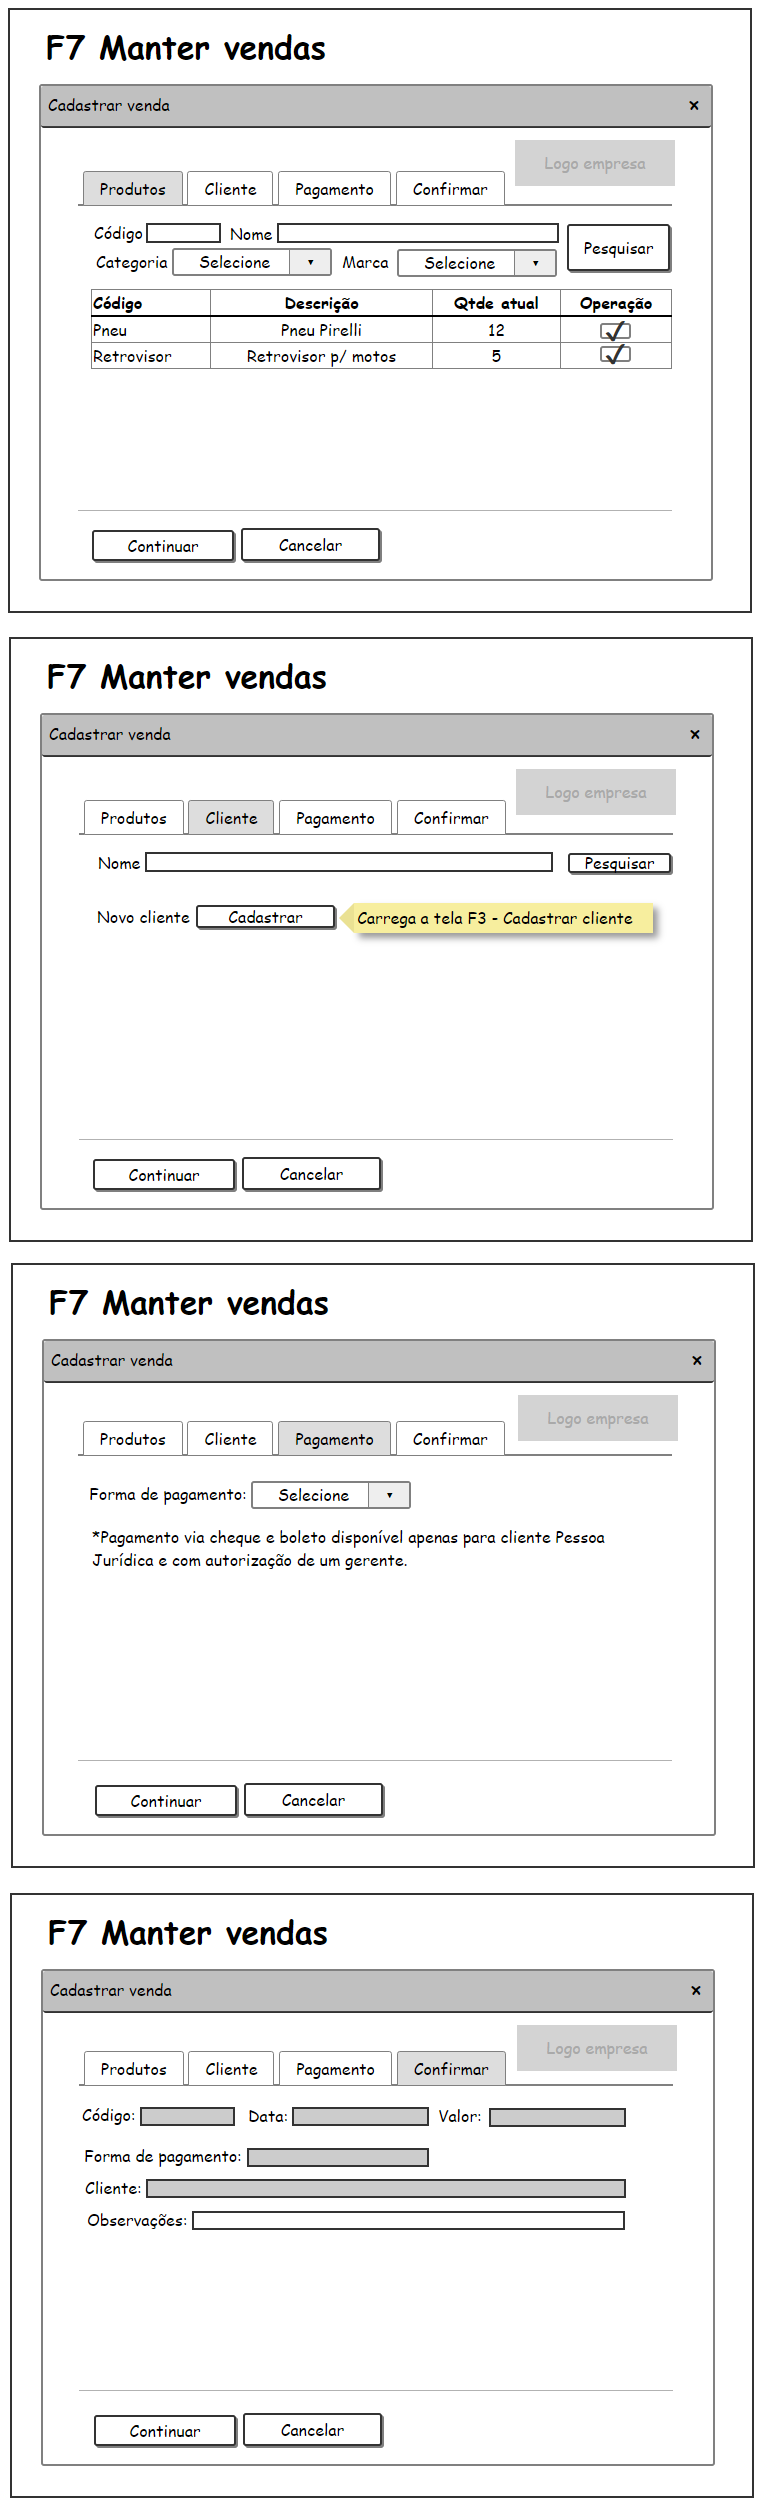 F7 Manter vendas
Cadastrar venda ×
Logo empresa
Produtos Cliente Pagamento Confirmar
Código Nome Pesquisar
Categoria Selecione ▼ Marca Selecione ▼
Código Descrição Qtde atual Operação
Pneu Pneu Pirelli 12 ✓
Retrovisor Retrovisor p/ motos 5 ✓
Continuar Cancelar
F7 Manter vendas
Cadastrar venda ×
Logo empresa
Produtos Cliente Pagamento Confirmar
Nome Pesquisar
Novo cliente Cadastrar Carrega a tela F3 - Cadastrar cliente
Continuar Cancelar
F7 Manter vendas
Cadastrar venda ×
Logo empresa
Produtos Cliente Pagamento Confirmar
Forma de pagamento: Selecione ▼
*Pagamento via cheque e boleto disponível apenas para cliente Pessoa
Jurídica e com autorização de um gerente.
Continuar Cancelar
F7 Manter vendas
Cadastrar venda ×
Logo empresa
Produtos Cliente Pagamento Confirmar
Código: Data: Valor:
Forma de pagamento:
Cliente:
Observações:
Continuar Cancelar